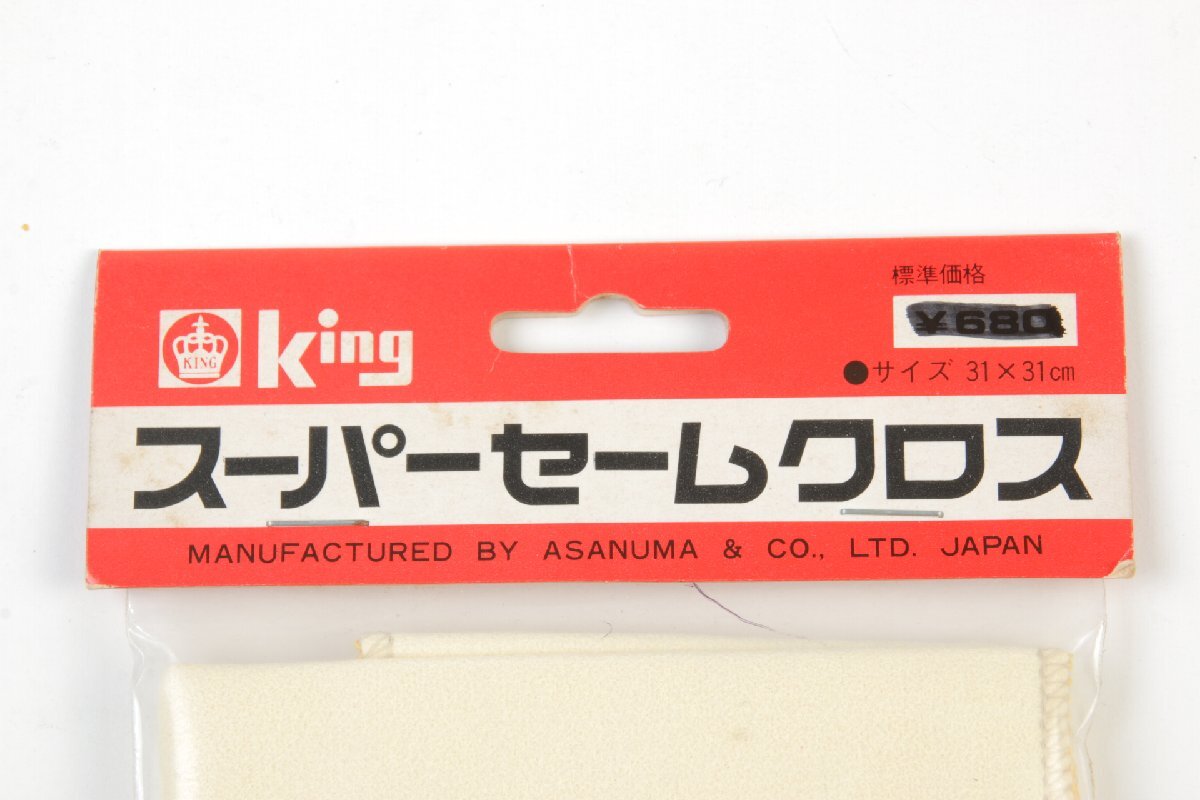 KING
King
標準価格
¥680
●サイズ 31×31cm
スーパーセームクロス
MANUFACTURED BY ASANUMA & CO., LTD. JAPAN